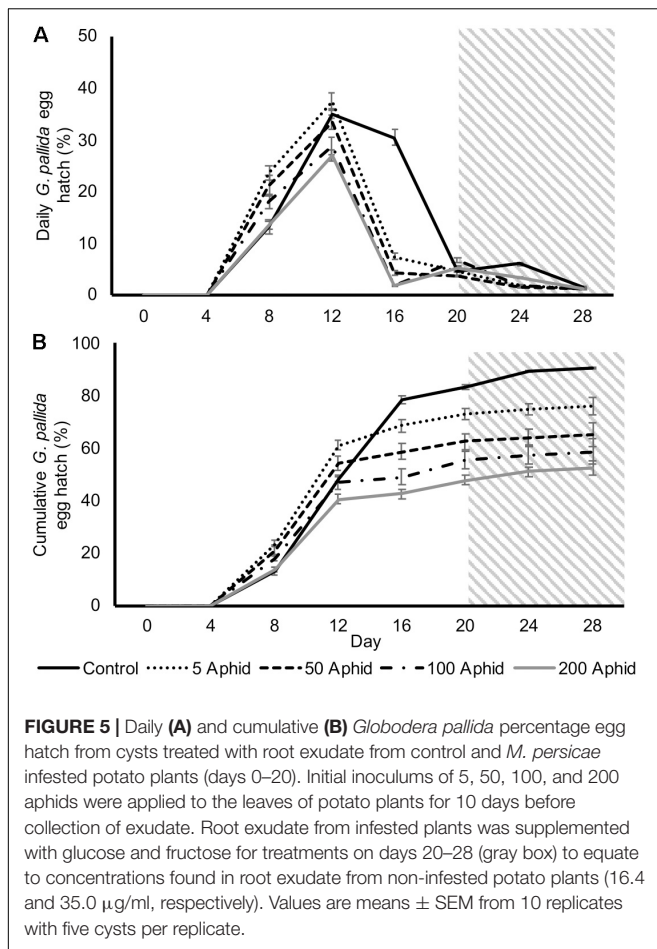 A
50
40
30
20
10
0
Daily G. pallida egg
hatch (%)
0 4 8 12 16 20 24 28
B
100
80
60
40
20
0
Cumulative G. pallida
egg hatch (%)
0 4 8 12 16 20 24 28
Day
Control 5 Aphid 50 Aphid 100 Aphid 200 Aphid
FIGURE 5 | Daily (A) and cumulative (B) Globodera pallida percentage egg
hatch from cysts treated with root exudate from control and M. persicae
infested potato plants (days 0–20). Initial inoculums of 5, 50, 100, and 200
aphids were applied to the leaves of potato plants for 10 days before
collection of exudate. Root exudate from infested plants was supplemented
with glucose and fructose for treatments on days 20–28 (gray box) to equate
to concentrations found in root exudate from non-infested potato plants (16.4
and 35.0 μg/ml, respectively). Values are means ± SEM from 10 replicates
with five cysts per replicate.